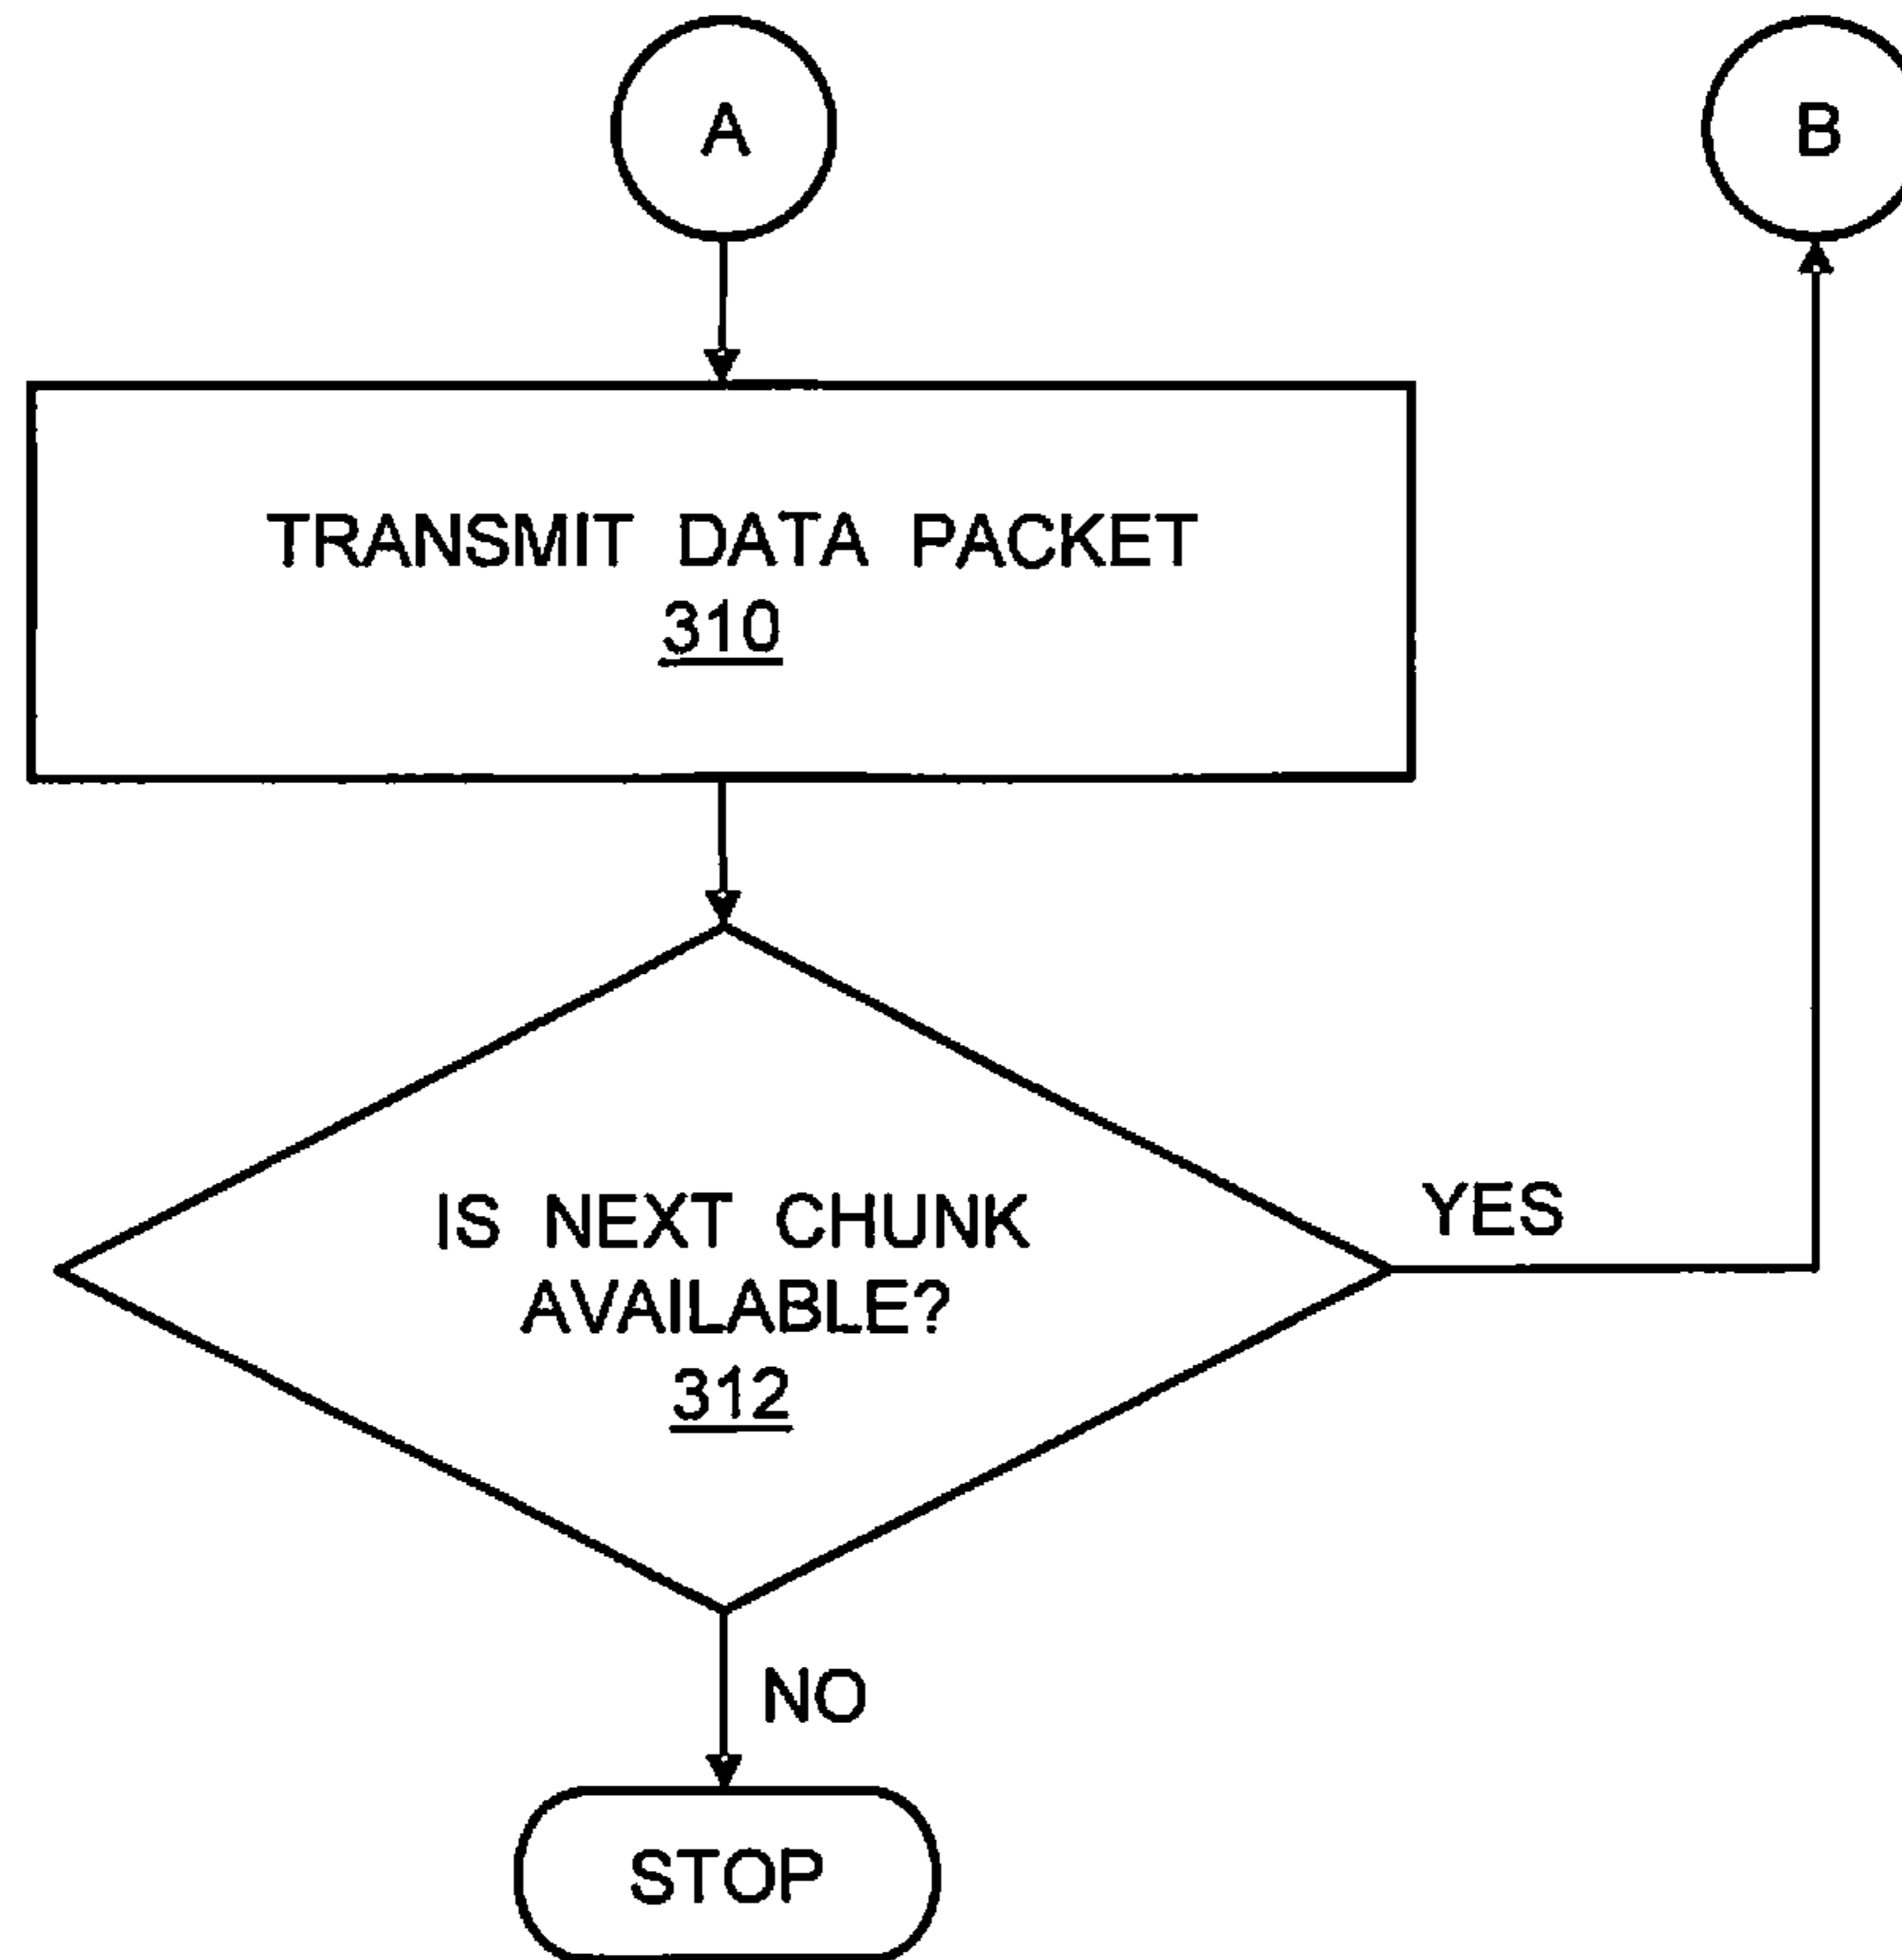 A
B
TRANSMIT DATA PACKET
310
IS NEXT CHUNK
AVAILABLE?
312
YES
NO
STOP